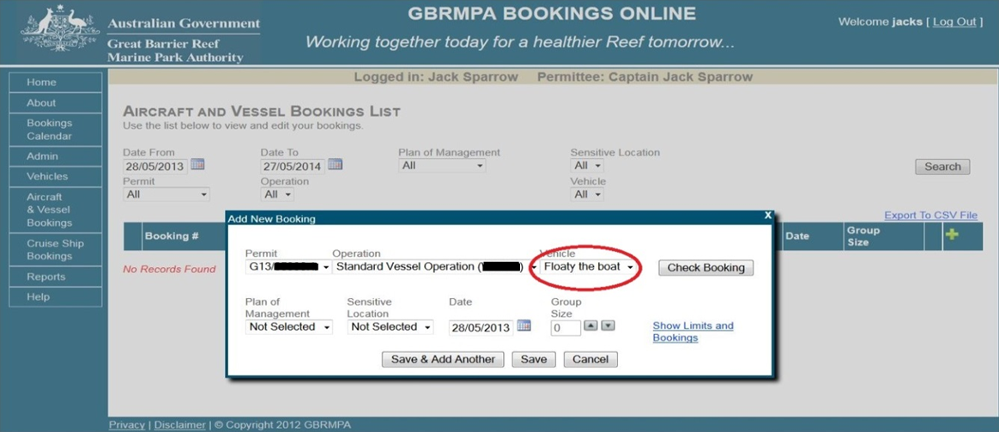 Australian Government
Great Barrier Reef
Marine Park Authority
GBRMPA BOOKINGS ONLINE
Working together today for a healthier Reef tomorrow...
Welcome jacks [ Log Out ]
Logged in: Jack Sparrow Permittee: Captain Jack Sparrow
Home
About
Bookings
Calendar
Admin
Vehicles
Aircraft
& Vessel
Bookings
Cruise Ship
Bookings
Reports
Help
AIRCRAFT AND VESSEL BOOKINGS LIST
Use the list below to view and edit your bookings.
Date From Date To Plan of Management Sensitive Location
28/05/2013 27/05/2014 All All
Search
Permit Operation Vehicle
All All All
Export To CSV File
Booking # Date Group
Size
No Records Found
Add New Booking X
Permit Operation Vehicle
G13/ Standard Vessel Operation ( ) Floaty the boat Check Booking
Plan of
Management
Sensitive
Location
Date
Group
Size
Not Selected Not Selected 28/05/2013 0
Show Limits and
Bookings
Save & Add Another Save Cancel
Privacy | Disclaimer | © Copyright 2012 GBRMPA